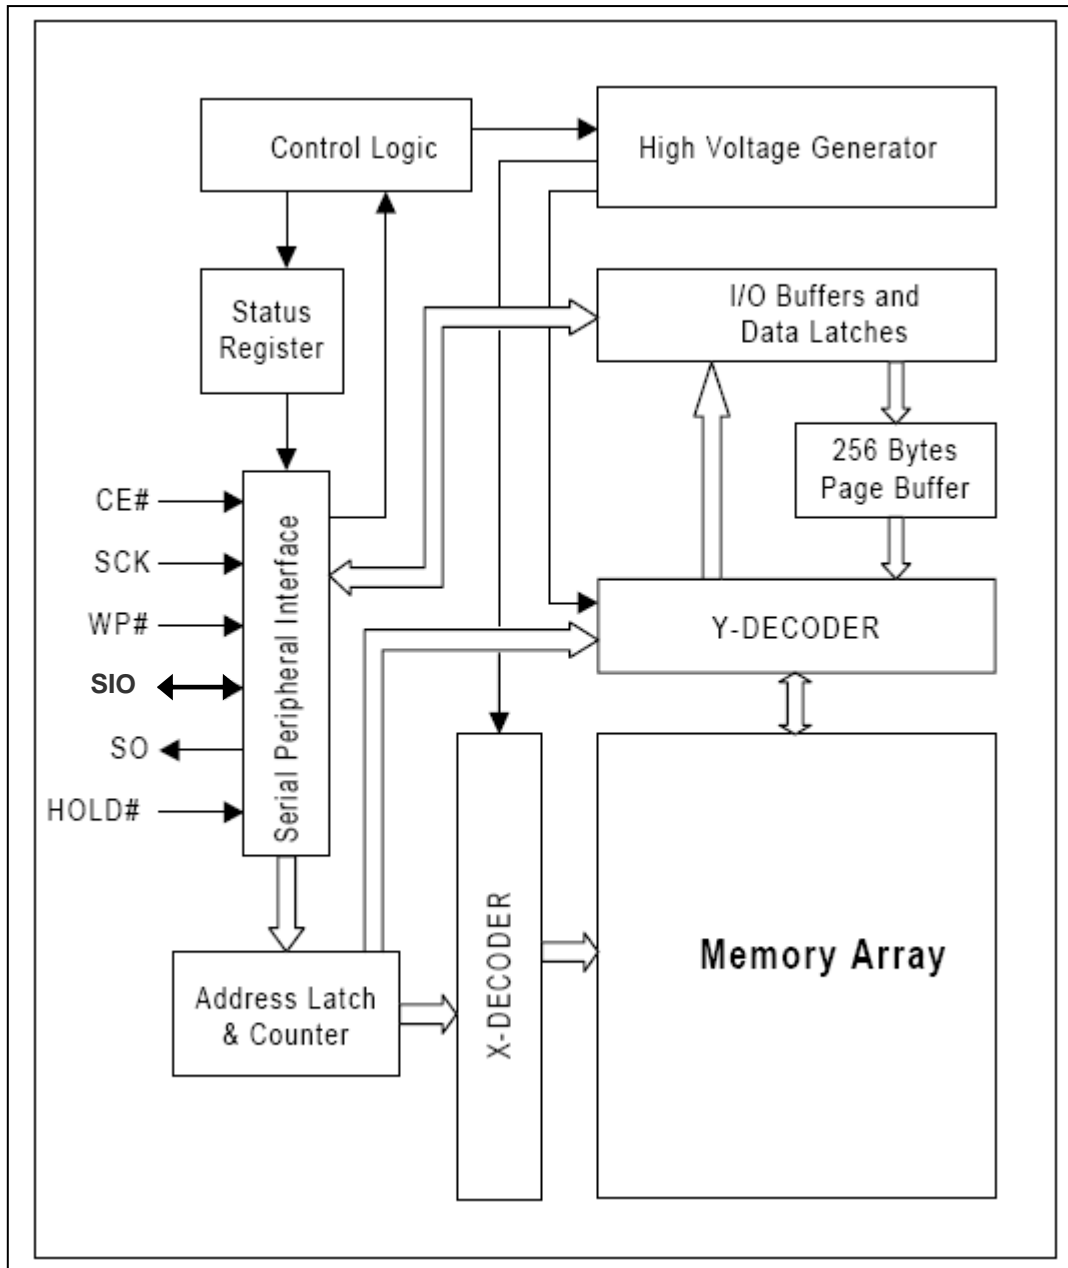 Control Logic
High Voltage Generator
Status
Register
I/O Buffers and
Data Latches
256 Bytes
Page Buffer
CE#
SCK
WP#
SIO
SO
HOLD#
Serial Peripheral Interface
Y-DECODER
Address Latch
& Counter
X-DECODER
Memory Array